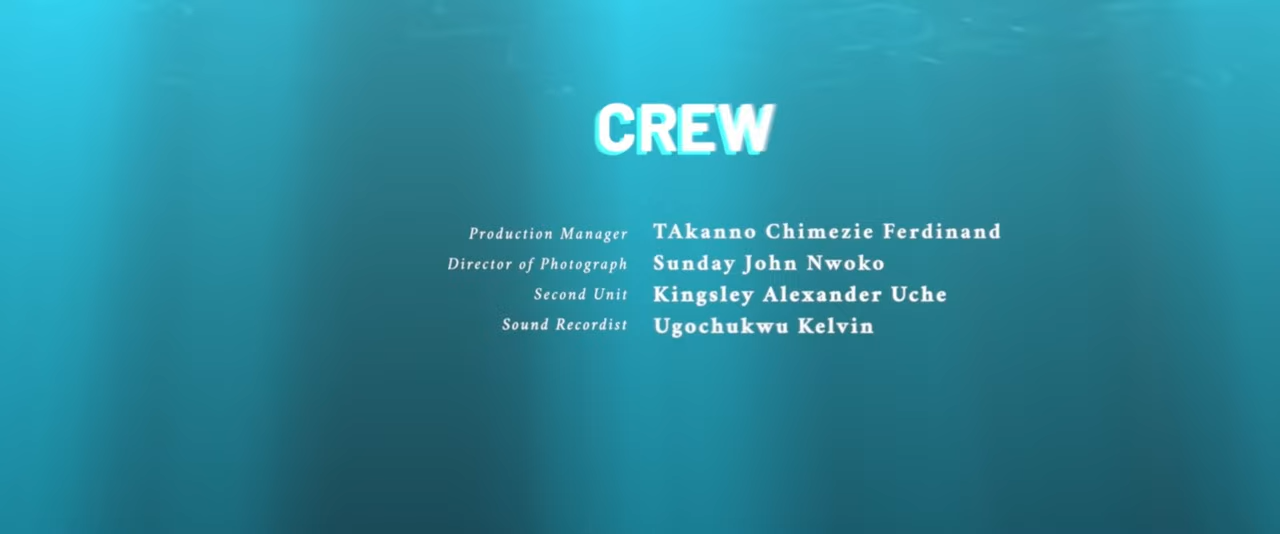 CREW
Production Manager TAkanno Chimezie Ferdinand
Director of Photograph Sunday John Nwoko
Second Unit Kingsley Alexander Uche
Sound Recordist Ugochukwu Kelvin